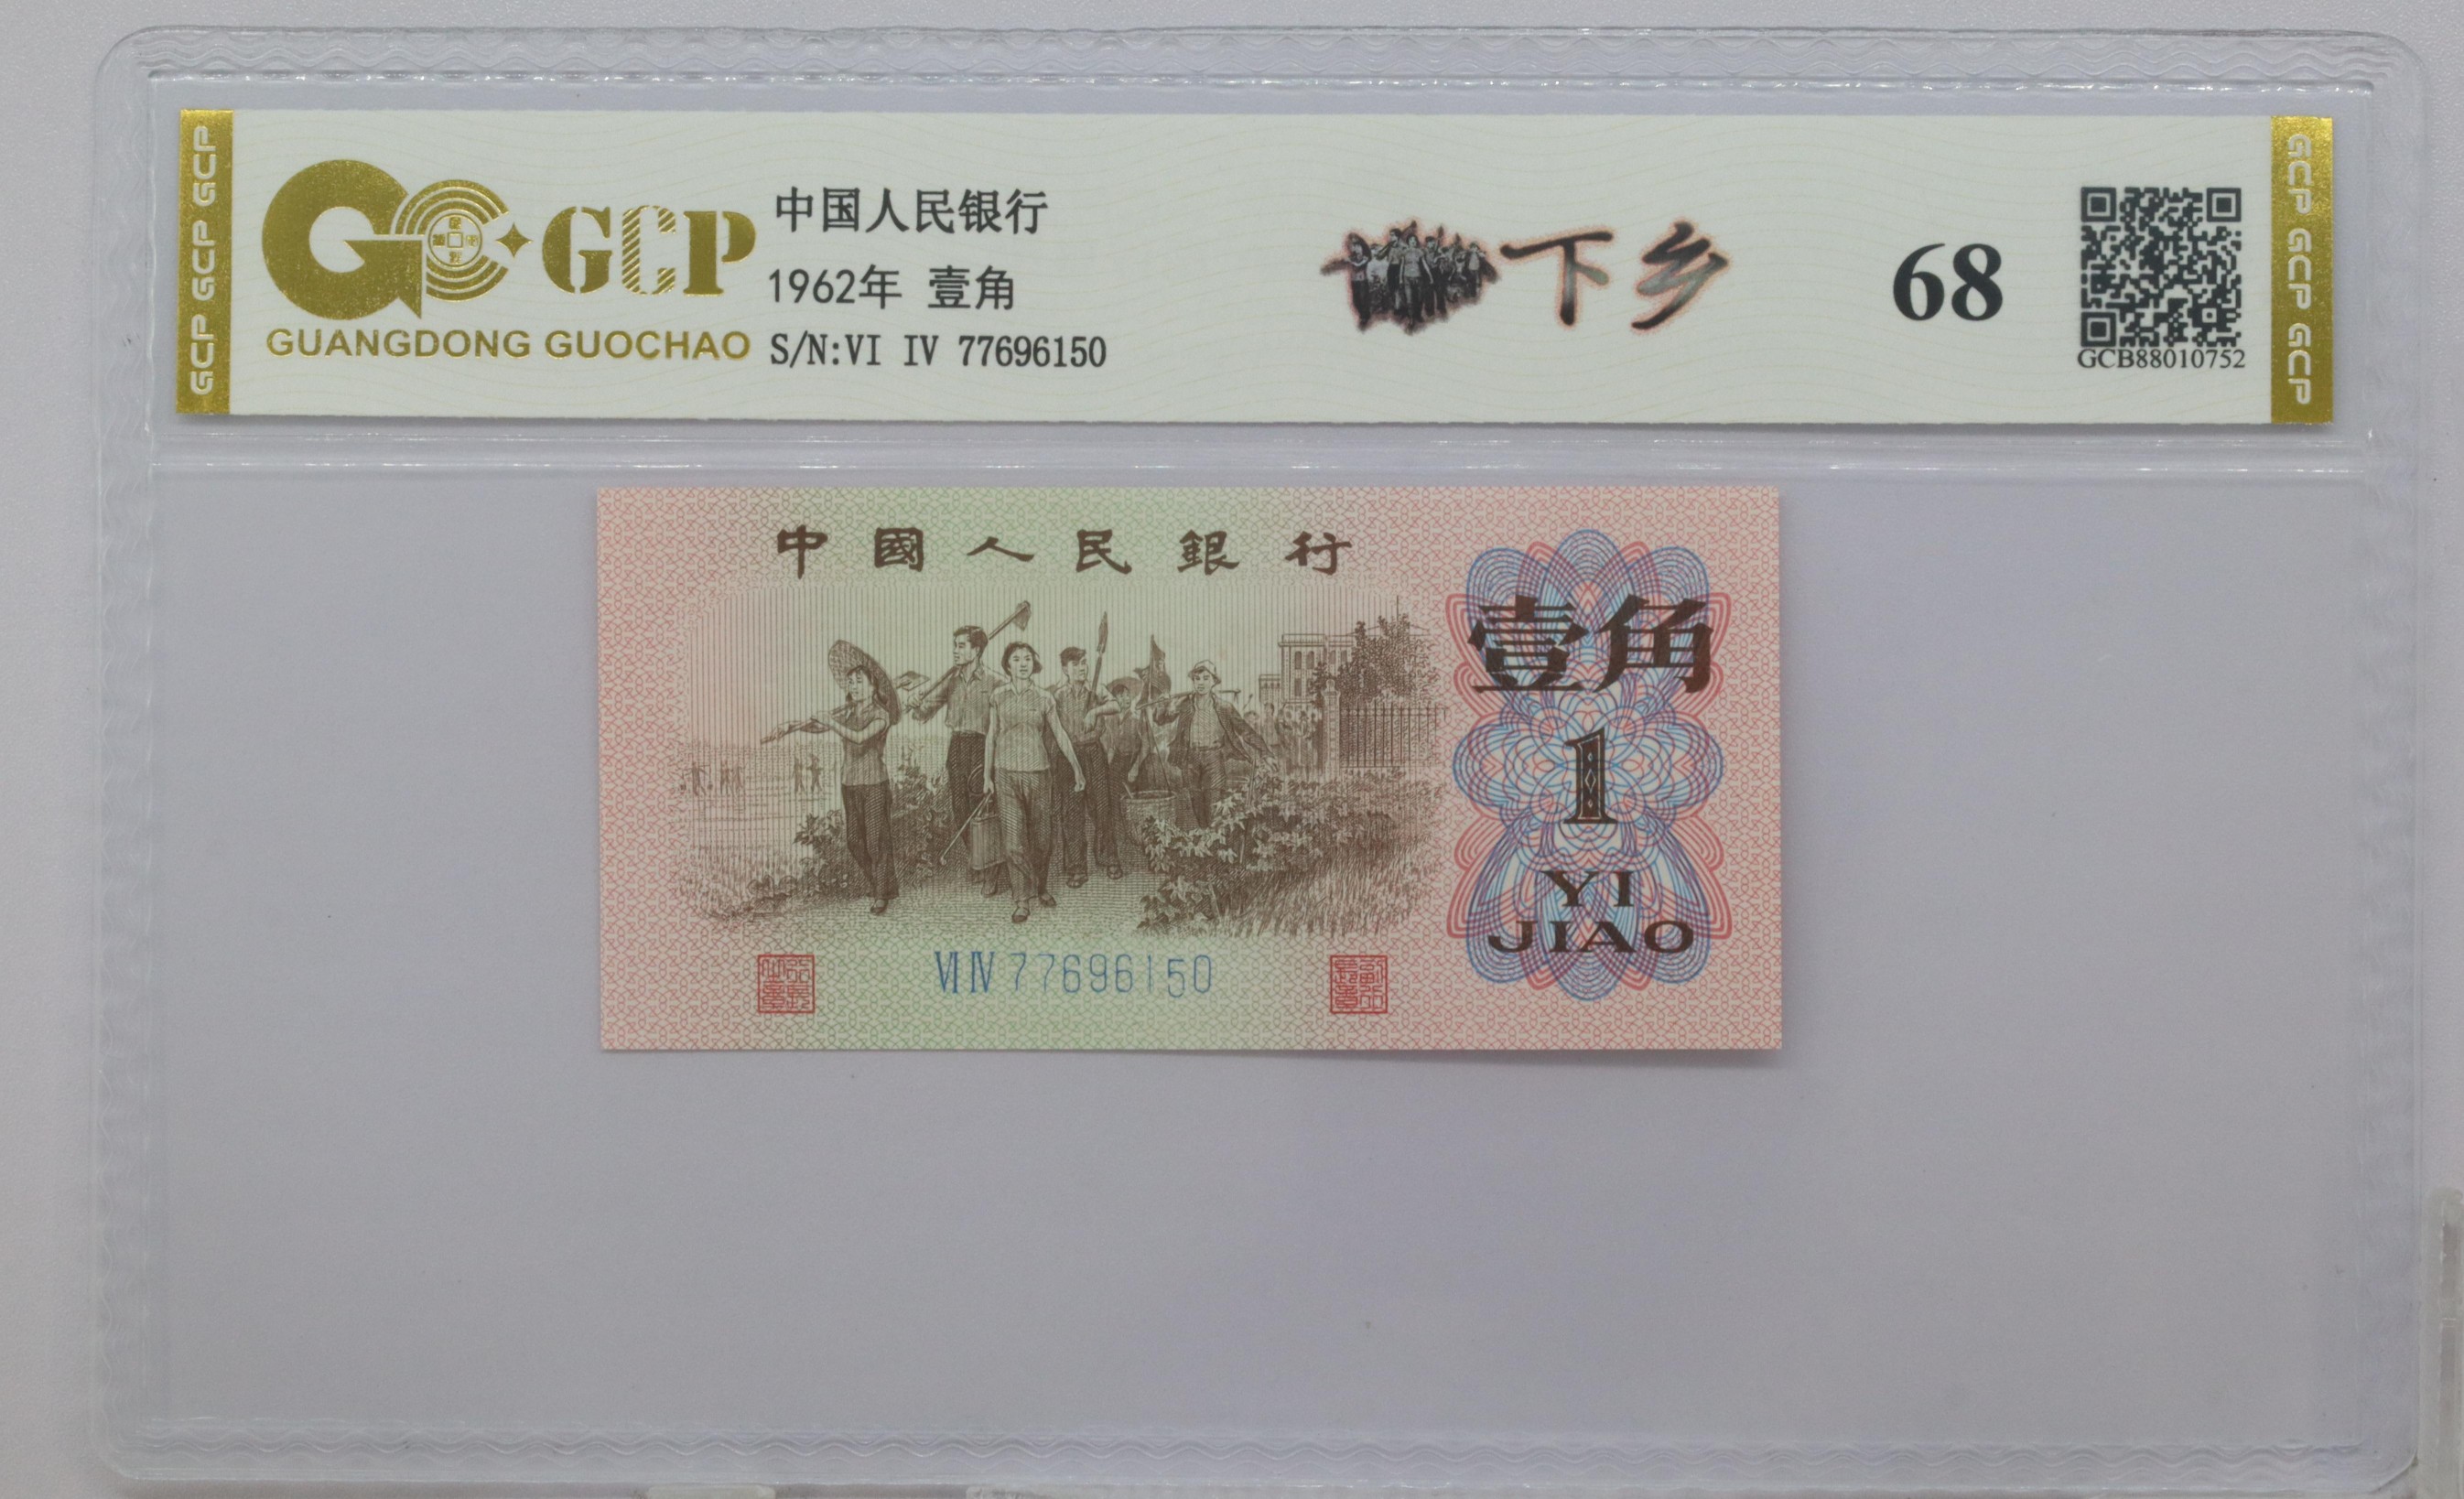 GCP GCP GCP
GCP
GUANGDONG GUOCHAO
中国人民银行
1962年 壹角
S/N:VI IV 77696150
下乡
68
GCB88010752
GCP GCP GCP
中國人民銀行
壹角
1
YI
JIAO
VI IV 77696150